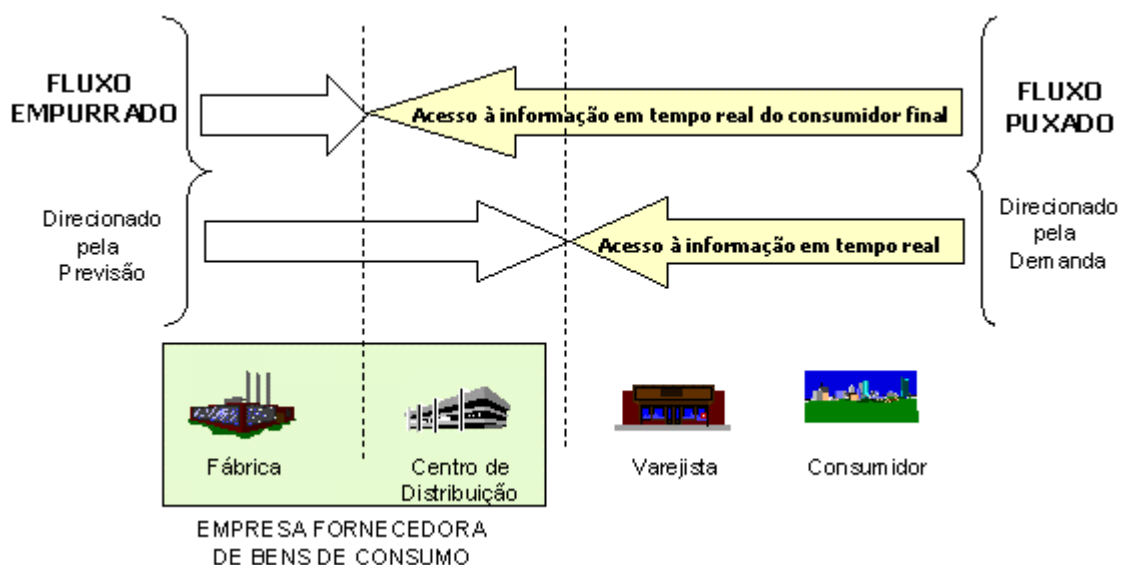 FLUXO
EMPURRADO
Acesso à informação em tempo real do consumidor final
FLUXO
PUXADO
Direcionado
pela
Previsão
Acesso à informação em tempo real
Direcionado
pela
Demanda
Fábrica
Centro de
Distribuição
Varejista
Consumidor
EMPRESA FORNECEDORA
DE BENS DE CONSUMO